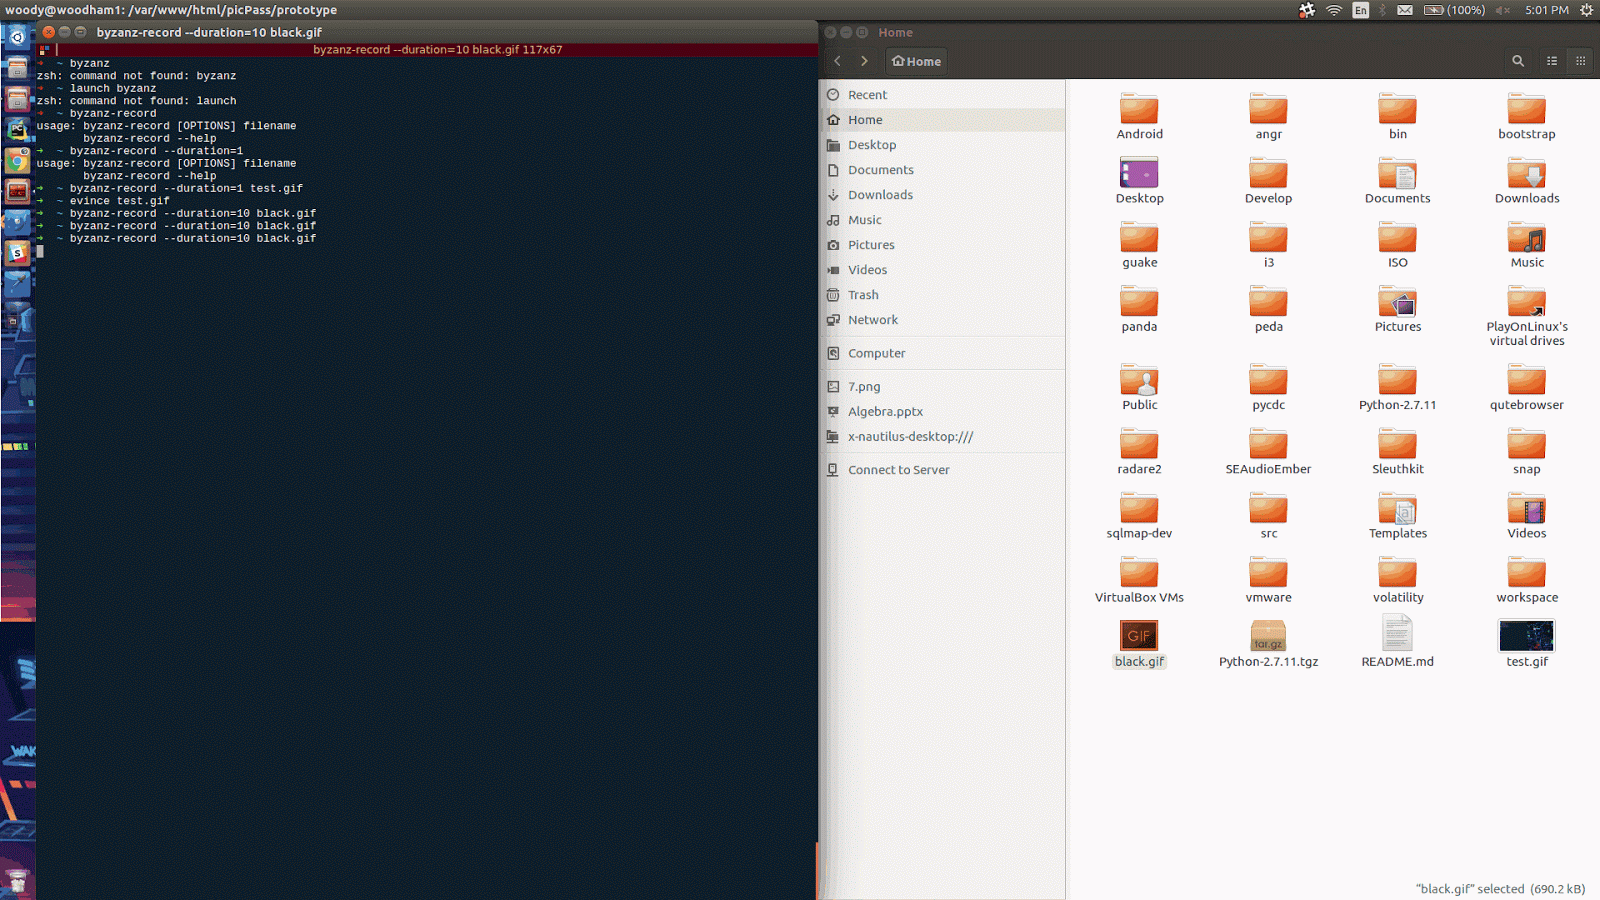 woody@woodham1: /var/www/html/picPass/prototype
En
(100%)
5:01 PM
byzanz-record --duration=10 black.gif
byzanz-record --duration=10 black.gif 117x67
➜ ~ byzanz
zsh: command not found: byzanz
➜ ~ launch byzanz
zsh: command not found: launch
➜ ~ byzanz-record
usage: byzanz-record [OPTIONS] filename
byzanz-record --help
➜ ~ byzanz-record --duration=1
usage: byzanz-record [OPTIONS] filename
byzanz-record --help
➜ ~ byzanz-record --duration=1 test.gif
➜ ~ evince test.gif
➜ ~ byzanz-record --duration=10 black.gif
➜ ~ byzanz-record --duration=10 black.gif
➜ ~ byzanz-record --duration=10 black.gif
PC
S
WAK
Home
Home
Recent
Home
Desktop
Documents
Downloads
Music
Pictures
Videos
Trash
Network
Computer
7.png
Algebra.pptx
x-nautilus-desktop:///
Connect to Server
Android angr bin bootstrap
Desktop Develop Documents Downloads
guake i3 ISO Music
panda peda Pictures PlayOnLinux's
virtual drives
Public pycdc Python-2.7.11 qutebrowser
radare2 SEAudioEmber Sleuthkit snap
sqlmap-dev src Templates Videos
VirtualBox VMs vmware volatility workspace
GIF tar.gz
black.gif Python-2.7.11.tgz README.md test.gif
"black.gif" selected (690.2 kB)